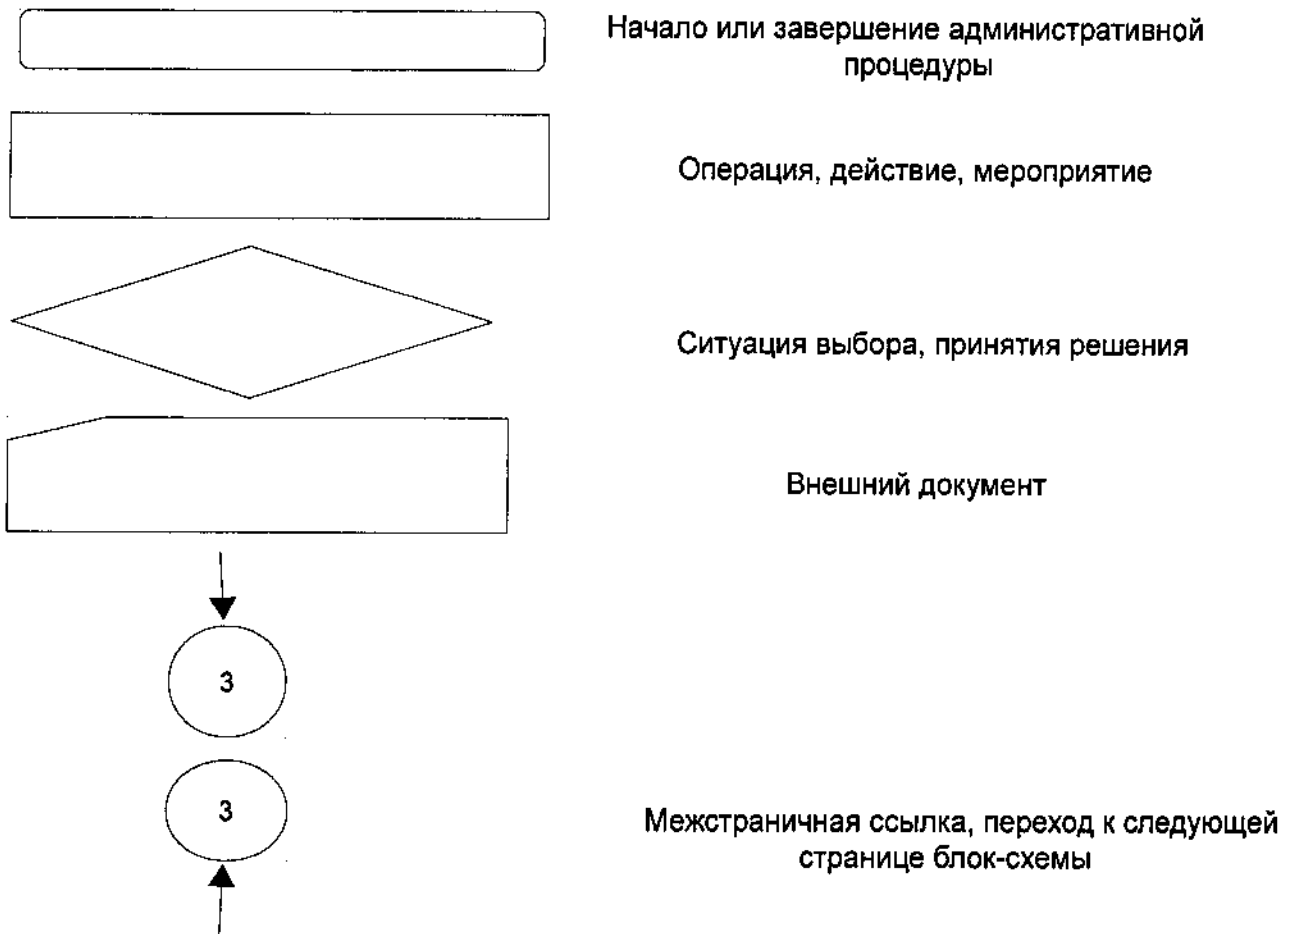 Начало или завершение административной
процедуры
Операция, действие, мероприятие
Ситуация выбора, принятия решения
Внешний документ
3
3
Межстраничная ссылка, переход к следующей
странице блок-схемы